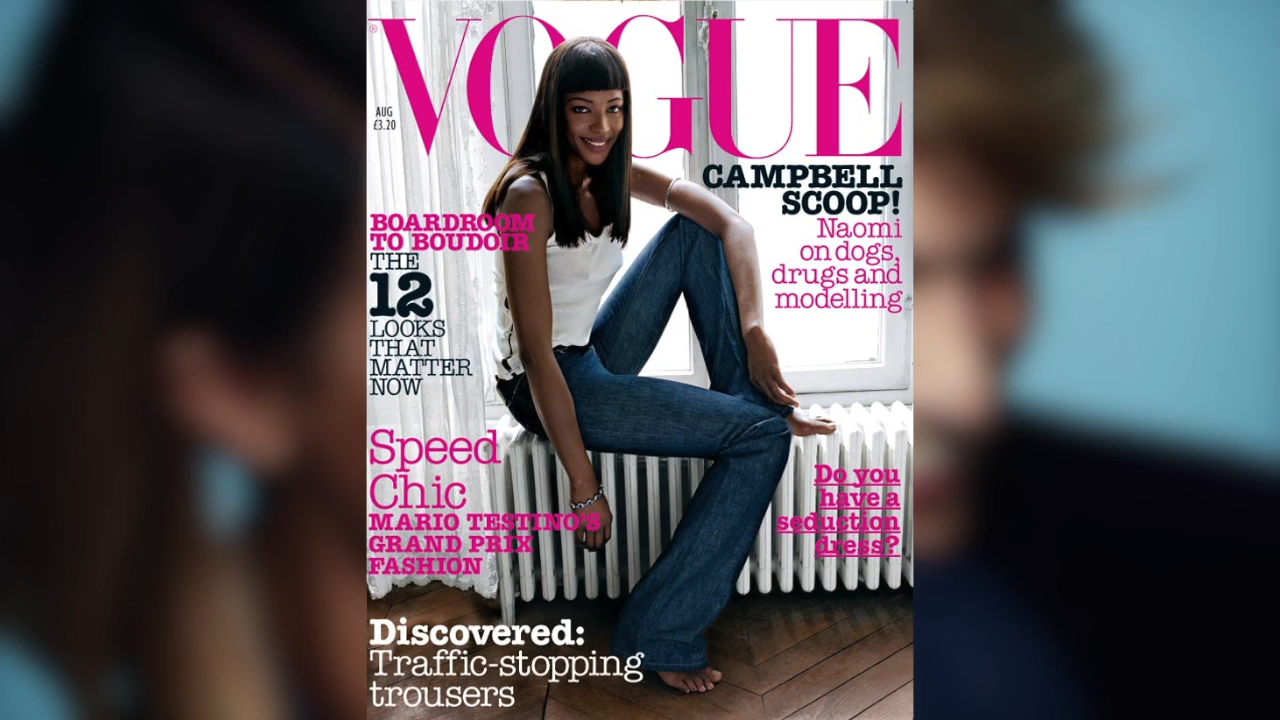 VOGUE
®
AUG
£3.20
CAMPBELL
SCOOP!
Naomi
on dogs,
drugs and
modelling
BOARDROOM
TO BOUDOIR
THE
12
LOOKS
THAT
MATTER
NOW
Speed
Chic
MARIO TESTINO'S
GRAND PRIX
FASHION
Do you
have a
seduction
dress?
Discovered:
Traffic-stopping
trousers